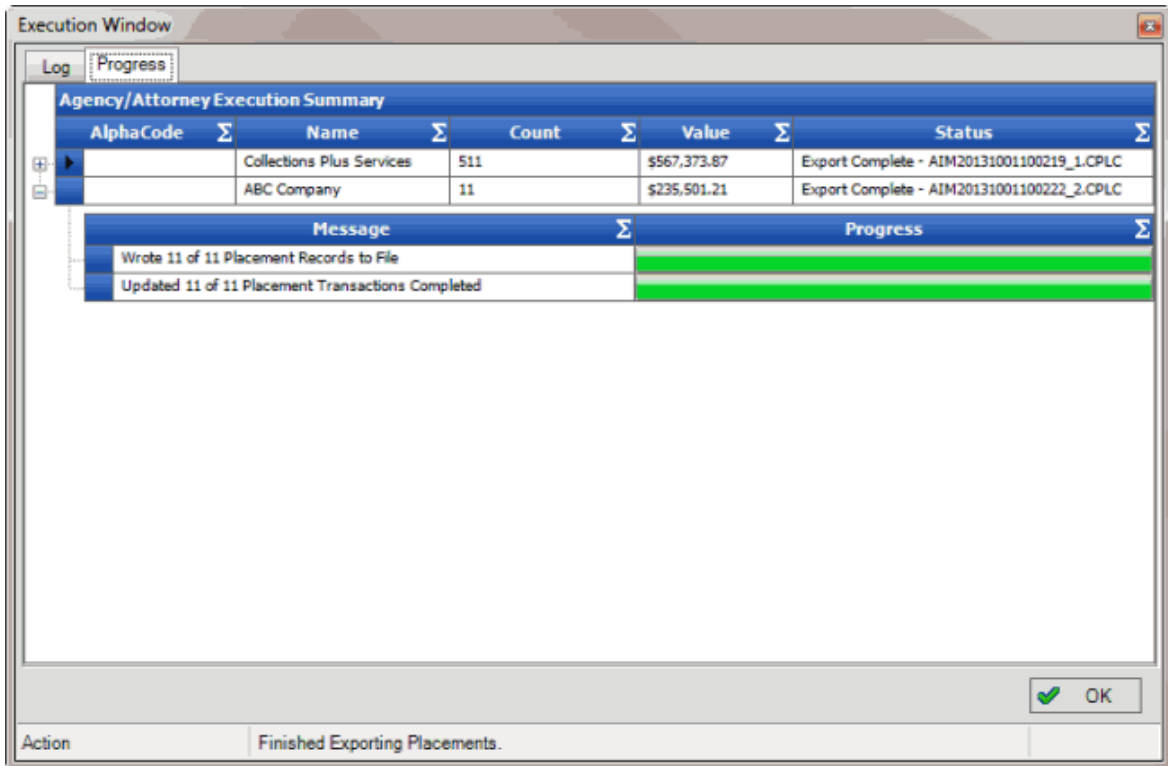 Execution Window
Log Progress
Agency/Attorney Execution Summary
AlphaCode Σ Name Σ Count Σ Value Σ Status Σ
Collections Plus Services 511 $567,373.87 Export Complete - AIM20131001100219_1.CPLC
ABC Company 11 $235,501.21 Export Complete - AIM20131001100222_2.CPLC
Message Σ Progress Σ
Wrote 11 of 11 Placement Records to File
Updated 11 of 11 Placement Transactions Completed
OK
Action Finished Exporting Placements.